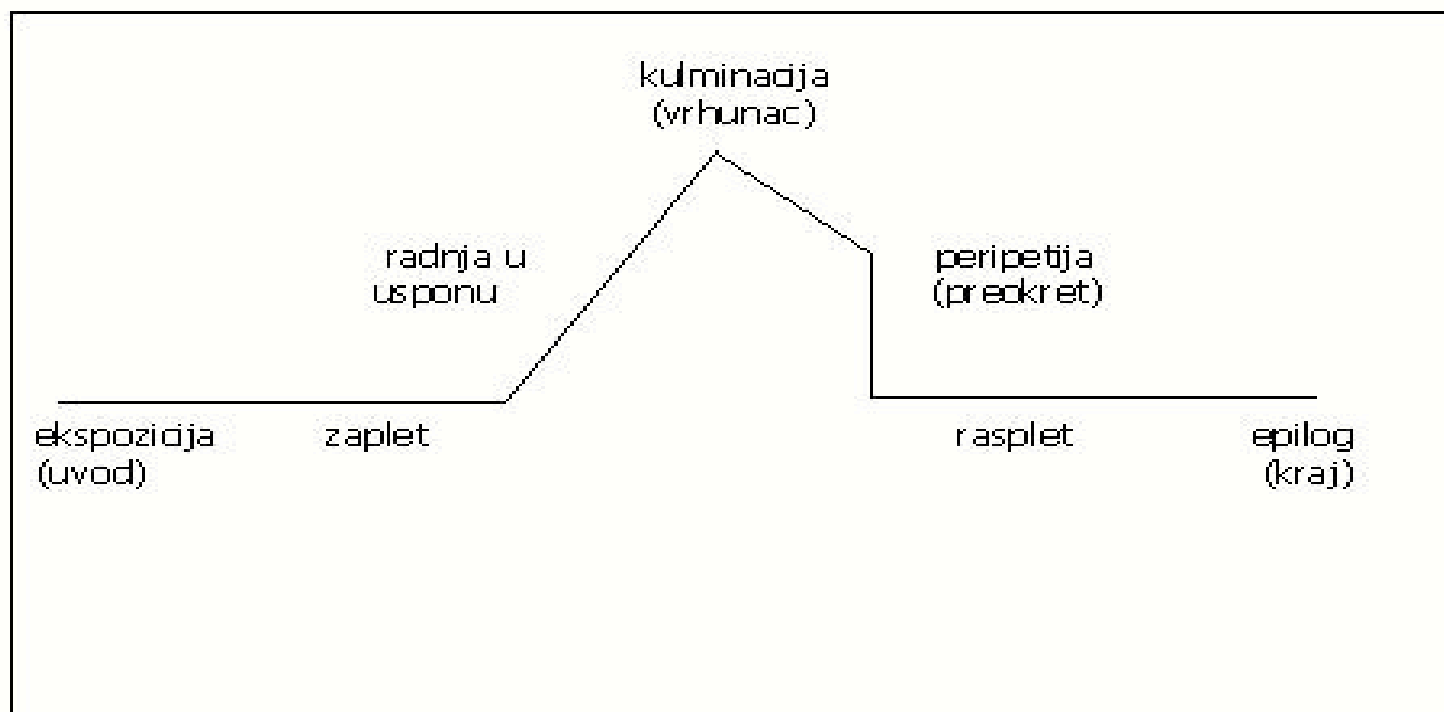 kulminacija
(vrhunac)
radnja u
usponu
peripetija
(preokret)
ekspozicija
(uvod)
zaplet
rasplet
epilog
(kraj)